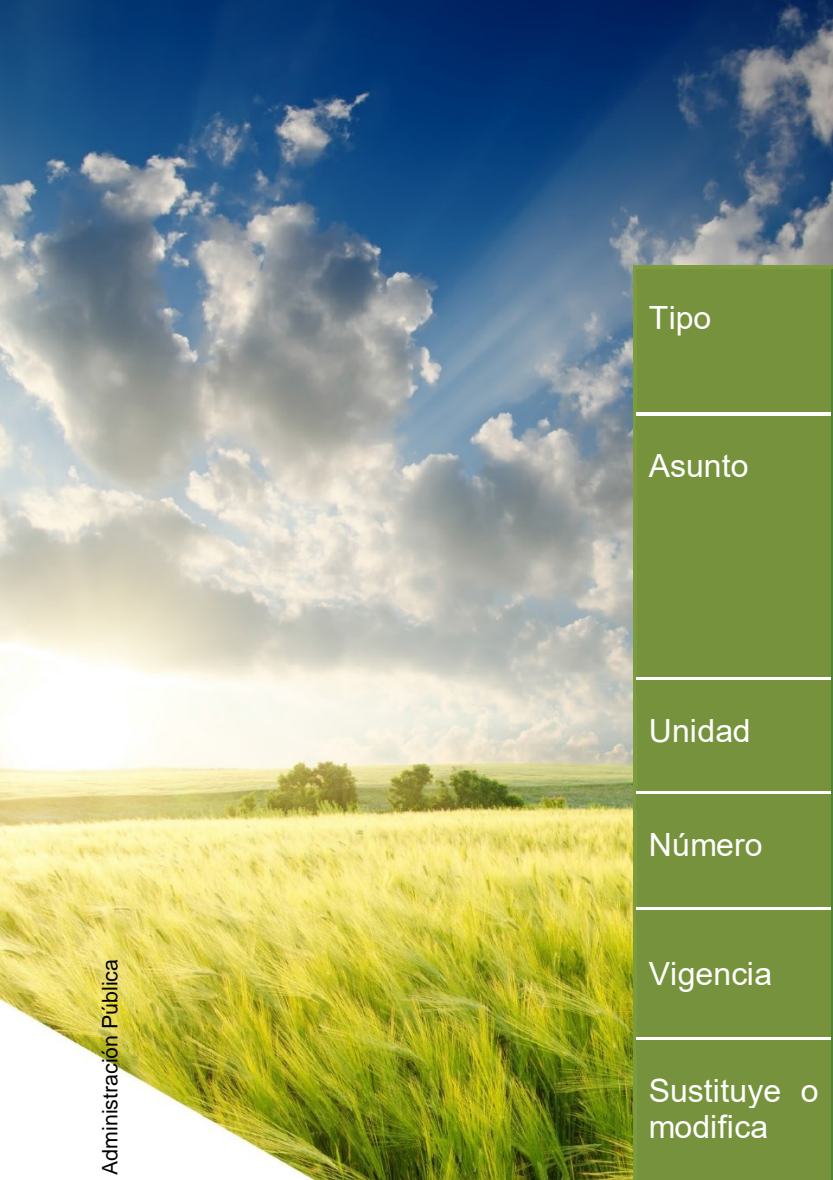 Tipo
Asunto
Unidad
Número
Vigencia
Sustituye o
modifica
Administración Pública